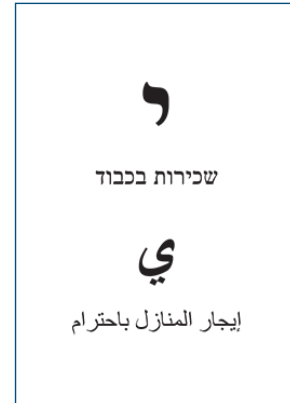 י
שכירות בכבוד
ي
إيجار المنازل باحترام